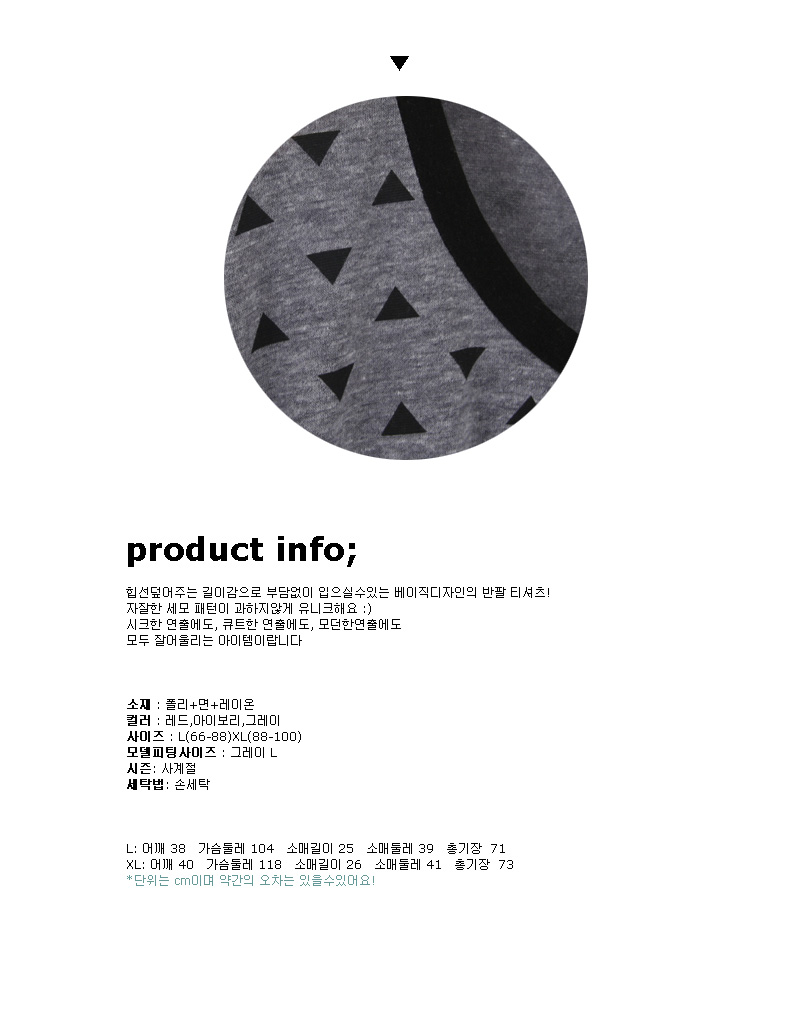 product info;
힙선덮어주는 길이감으로 부담없이 입으실수있는 베이직디자인의 반팔 티셔츠!
자잘한 세모 패턴이 과하지않게 유니크해요 :)
시크한 연출에도, 큐트한 연출에도, 모던한연출에도
모두 잘어울리는 아이템이랍니다
소재 : 폴리+면+레이온
컬러 : 레드,아이보리,그레이
사이즈 : L(66-88)XL(88-100)
모델피팅사이즈 : 그레이 L
시즌: 사계절
세탁법: 손세탁
L: 어깨 38 가슴둘레 104 소매길이 25 소매둘레 39 총기장 71
XL: 어깨 40 가슴둘레 118 소매길이 26 소매둘레 41 총기장 73
*단위는 cm이며 약간의 오차는 있을수있어요!